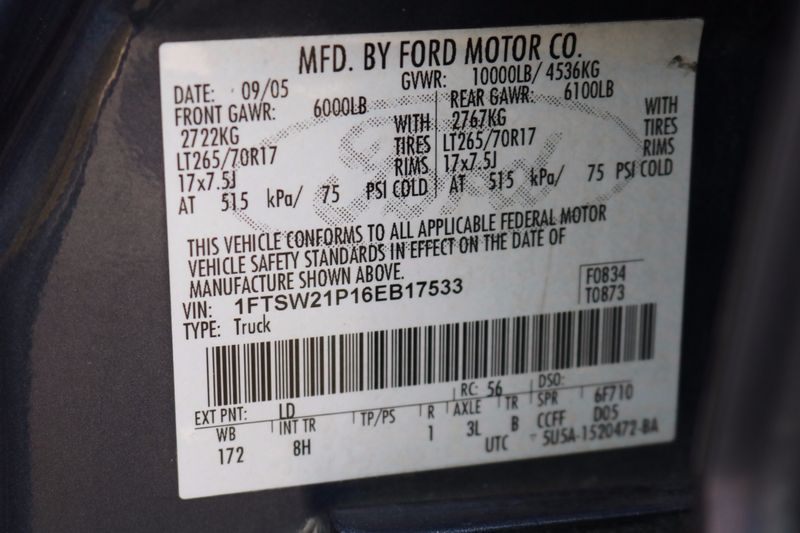 MFD. BY FORD MOTOR CO.
DATE: 09/05 GVWR: 10000LB/ 4536KG
FRONT GAWR: 6000LB REAR GAWR: 6100LB
2722KG WITH 2767KG WITH
LT265/70R17 TIRES LT265/70R17 TIRES
17x7.5J RIMS 17x7.5J RIMS
AT 515 kPa/ 75 PSI COLD AT 515 kPa/ 75 PSI COLD
THIS VEHICLE CONFORMS TO ALL APPLICABLE FEDERAL MOTOR
VEHICLE SAFETY STANDARDS IN EFFECT ON THE DATE OF
MANUFACTURE SHOWN ABOVE.
VIN: 1FTSW21P16EB17533 F0834
TYPE: Truck T0873
RC: 56 DSO:
EXT PNT: LD TP/PS R AXLE TR SPR 6F710
WB INT TR 1 3L B CCFF D05
172 8H UTC 5U5A-1520472-BA